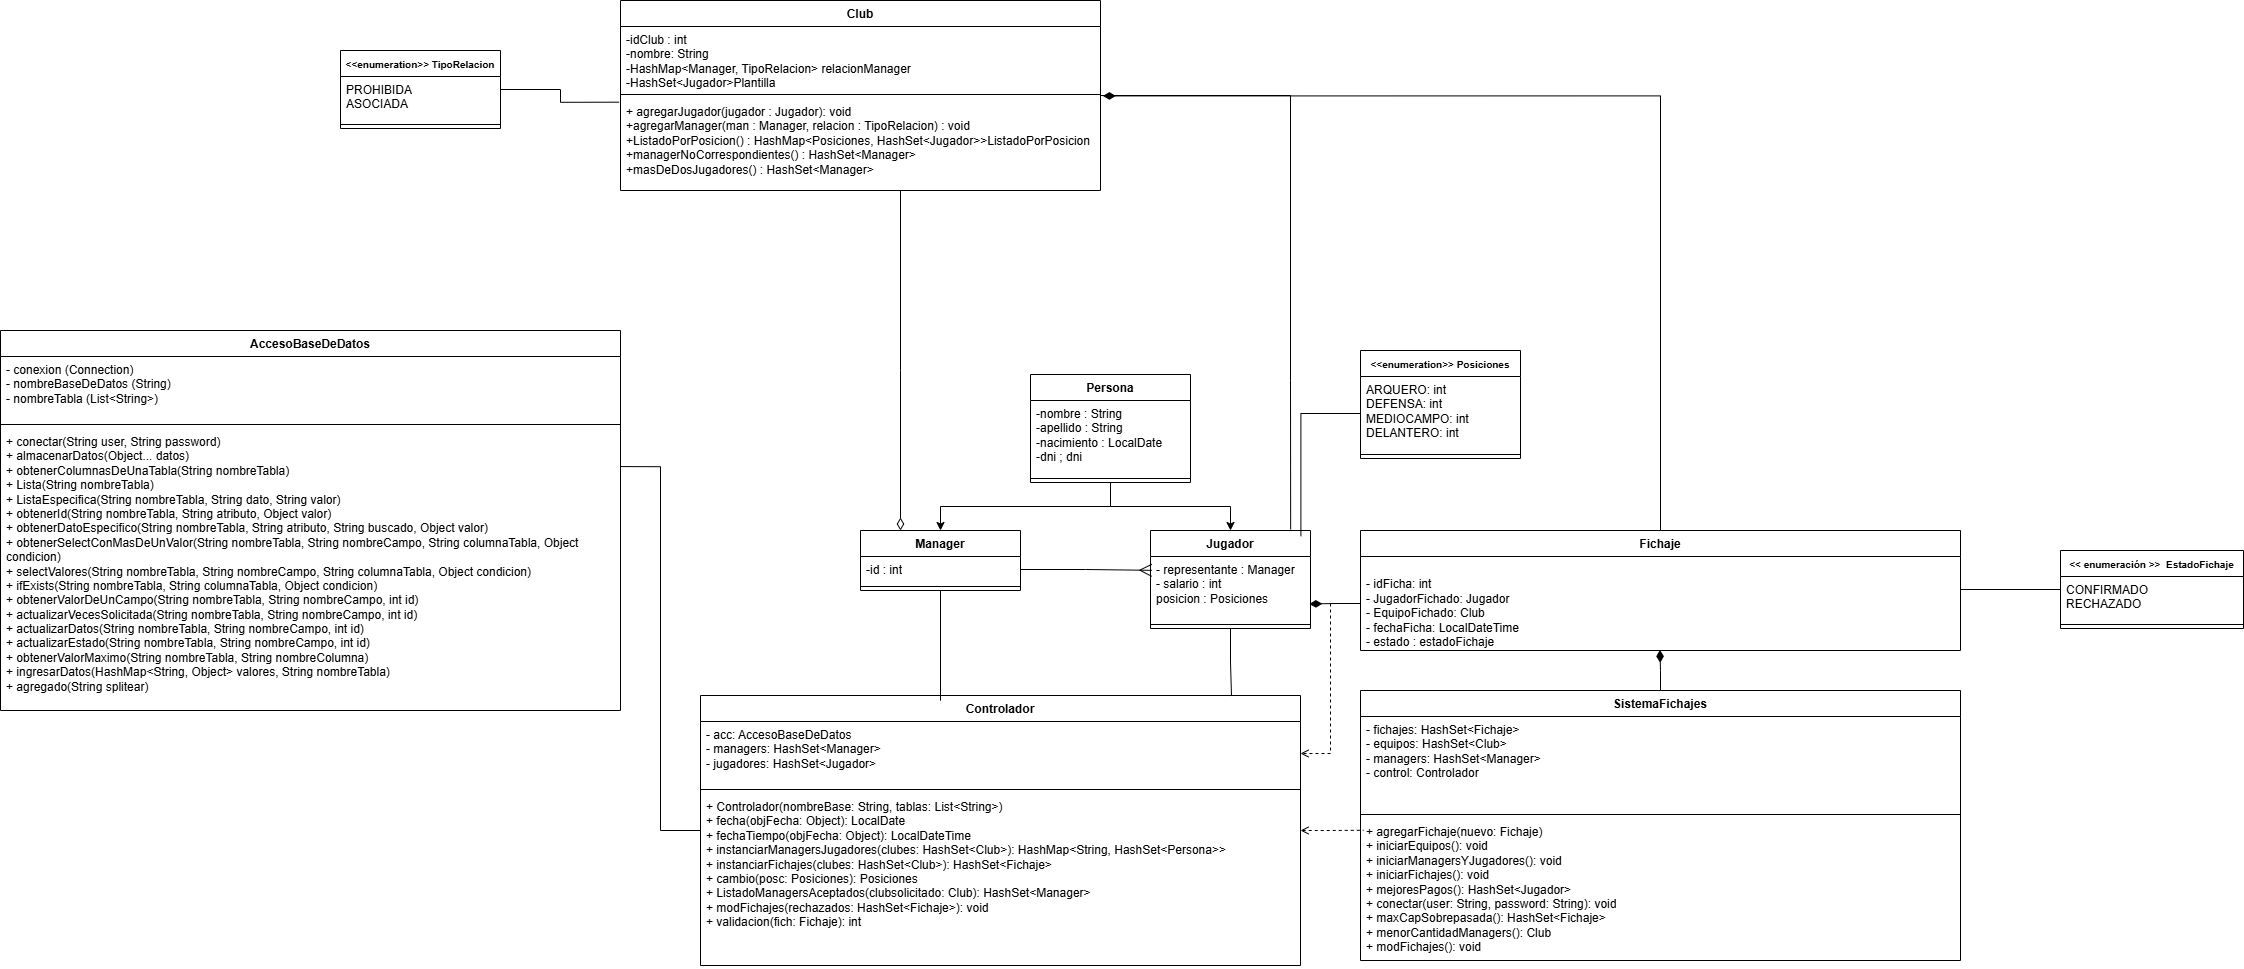 Club
-idClub : int
-nombre: String
-HashMap<Manager, TipoRelacion> relacionManager
-HashSet<Jugador>Plantilla
+ agregarJugador(jugador : Jugador): void
+agregarManager(man : Manager, relacion : TipoRelacion) : void
+ListadoPorPosicion() : HashMap<Posiciones, HashSet<Jugador>>ListadoPorPosicion
+managerNoCorrespondientes() : HashSet<Manager>
+masDeDosJugadores() : HashSet<Manager>
<<enumeration>> TipoRelacion
PROHIBIDA
ASOCIADA
AccesoBaseDeDatos
- conexion (Connection)
- nombreBaseDeDatos (String)
- nombreTabla (List<String>)
+ conectar(String user, String password)
+ almacenarDatos(Object... datos)
+ obtenerColumnasDeUnaTabla(String nombreTabla)
+ Lista(String nombreTabla)
+ ListaEspecifica(String nombreTabla, String dato, String valor)
+ obtenerId(String nombreTabla, String atributo, Object valor)
+ obtenerDatoEspecifico(String nombreTabla, String atributo, String buscado, Object valor)
+ obtenerSelectConMasDeUnValor(String nombreTabla, String nombreCampo, String columnaTabla, Object
condicion)
+ selectValores(String nombreTabla, String nombreCampo, String columnaTabla, Object condicion)
+ ifExists(String nombreTabla, String columnaTabla, Object condicion)
+ obtenerValorDeUnCampo(String nombreTabla, String nombreCampo, int id)
+ actualizarVecesSolicitada(String nombreTabla, String nombreCampo, int id)
+ actualizarDatos(String nombreTabla, String nombreCampo, int id)
+ actualizarEstado(String nombreTabla, String nombreCampo, int id)
+ obtenerValorMaximo(String nombreTabla, String nombreColumna)
+ ingresarDatos(HashMap<String, Object> valores, String nombreTabla)
+ agregado(String splitear)
Persona
-nombre : String
-apellido : String
-nacimiento : LocalDate
-dni ; dni
<<enumeration>> Posiciones
ARQUERO: int
DEFENSA: int
MEDIOCAMPO: int
DELANTERO: int
Manager
-id : int
Jugador
- representante : Manager
- salario : int
posicion : Posiciones
Fichaje
- idFicha: int
- JugadorFichado: Jugador
- EquipoFichado: Club
- fechaFicha: LocalDateTime
- estado : estadoFichaje
<< enumeración >> EstadoFichaje
CONFIRMADO
RECHAZADO
Controlador
- acc: AccesoBaseDeDatos
- managers: HashSet<Manager>
- jugadores: HashSet<Jugador>
+ Controlador(nombreBase: String, tablas: List<String>)
+ fecha(objFecha: Object): LocalDate
+ fechaTiempo(objFecha: Object): LocalDateTime
+ instanciarManagersJugadores(clubes: HashSet<Club>): HashMap<String, HashSet<Persona>>
+ instanciarFichajes(clubes: HashSet<Club>): HashSet<Fichaje>
+ cambio(posc: Posiciones): Posiciones
+ ListadoManagersAceptados(clubsolicitado: Club): HashSet<Manager>
+ modFichajes(rechazados: HashSet<Fichaje>): void
+ validacion(fich: Fichaje): int
SistemaFichajes
- fichajes: HashSet<Fichaje>
- equipos: HashSet<Club>
- managers: HashSet<Manager>
- control: Controlador
+ agregarFichaje(nuevo: Fichaje)
+ iniciarEquipos(): void
+ iniciarManagersYJugadores(): void
+ iniciarFichajes(): void
+ mejoresPagos(): HashSet<Jugador>
+ conectar(user: String, password: String): void
+ maxCapSobrepasada(): HashSet<Fichaje>
+ menorCantidadManagers(): Club
+ modFichajes(): void